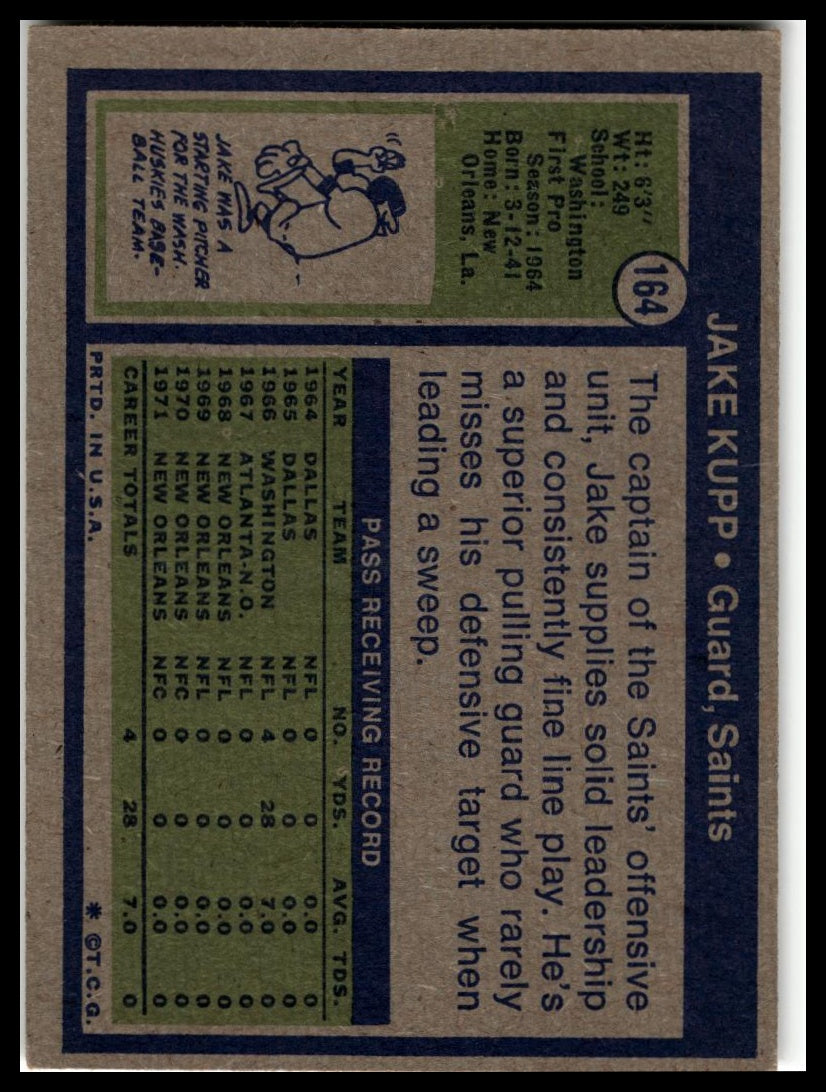 JAKE KUPP • Guard, Saints
164
Ht: 6'3"
Wt: 249
School:
Washington
First Pro
Season: 1964
Born: 3-12-41
Home: New
Orleans, La.
JAKE WAS A
STARTING PITCHER
FOR THE WASH.
HUSKIES BASE-
BALL TEAM.
The captain of the Saints' offensive
unit, Jake supplies solid leadership
and consistently fine line play. He's
a superior pulling guard who rarely
misses his defensive target when
leading a sweep.
PASS RECEIVING RECORD
YEAR TEAM NO. YDS. AVG. TDS.
1964 DALLAS NFL 0 0 0.0 0
1965 DALLAS NFL 0 0 0.0 0
1966 WASHINGTON NFL 4 28 7.0 0
1967 ATLANTA-N.O. NFL 0 0 0.0 0
1968 NEW ORLEANS NFL 0 0 0.0 0
1969 NEW ORLEANS NFL 0 0 0.0 0
1970 NEW ORLEANS NFC 0 0 0.0 0
1971 NEW ORLEANS NFC 0 0 0.0 0
CAREER TOTALS 4 28 7.0 0
PRTD. IN U.S.A. * ©T.C.G.